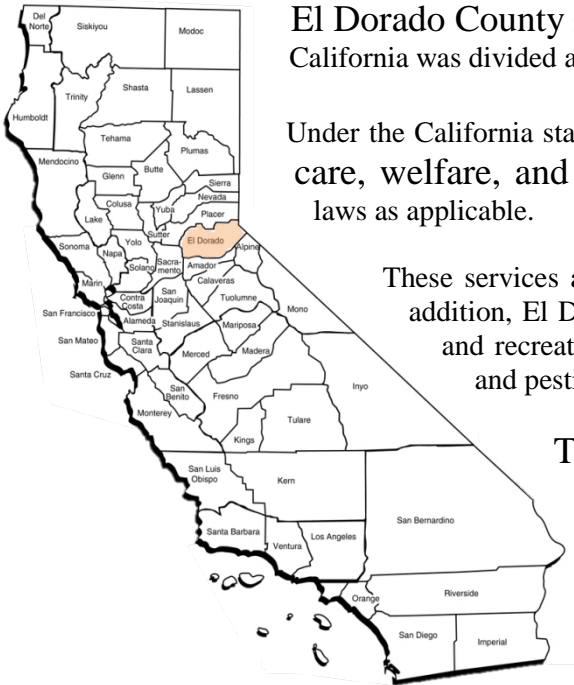 El Dorado County
California was divided a
Under the California sta
care, welfare, and
laws as applicable.
These services a
addition, El D
and recreat
and pesti
T
Del
Norte
Siskiyou
Modoc
Humboldt
Trinity
Shasta
Lassen
Mendocino
Tehama
Plumas
Glenn
Butte
Sierra
Colusa
Nevada
Lake
Yuba
Placer
Sutter
Sonoma
Napa
Yolo
El Dorado
Alpine
Solano
Sacra-
mento
Amador
Marin
Calaveras
Contra
Costa
San
Joaquin
Tuolumne
Mono
San Francisco
Alameda
Stanislaus
Mariposa
San Mateo
Santa
Clara
Merced
Madera
Santa Cruz
San
Benito
Fresno
Inyo
Monterey
Tulare
Kings
San Luis
Obispo
Kern
San Bernardino
Santa Barbara
Ventura
Los Angeles
Orange
Riverside
San Diego
Imperial